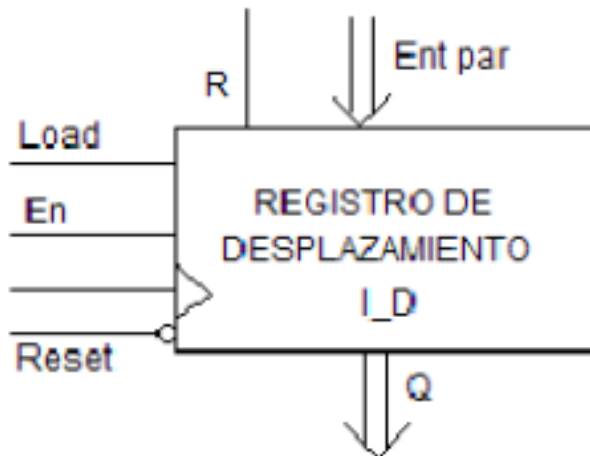 Ent par
R
Load
En
REGISTRO DE
DESPLAZAMIENTO
I_D
Reset
Q